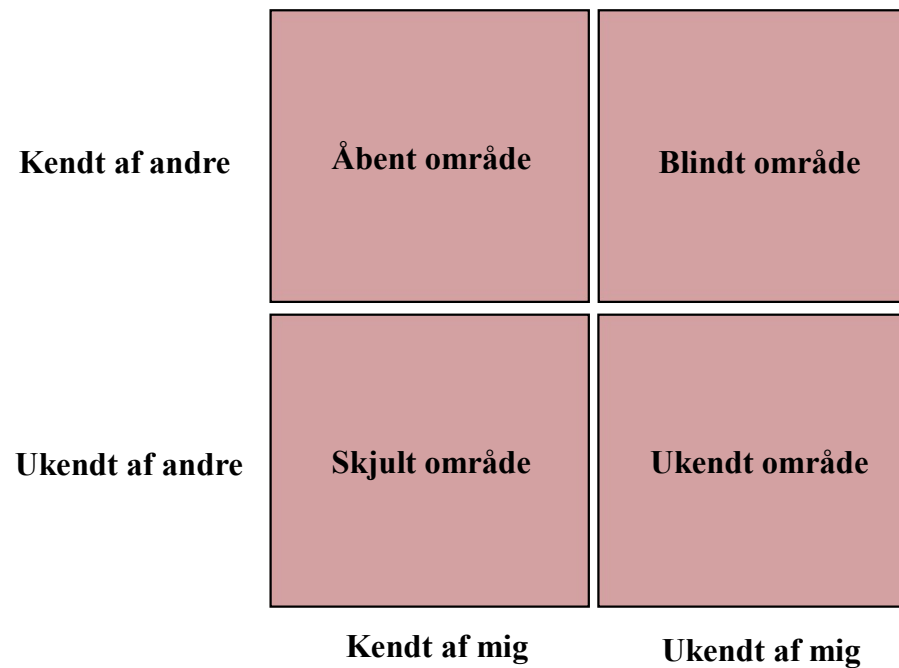 Kendt af andre
Åbent område
Blindt område
Ukendt af andre
Skjult område
Ukendt område
Kendt af mig
Ukendt af mig